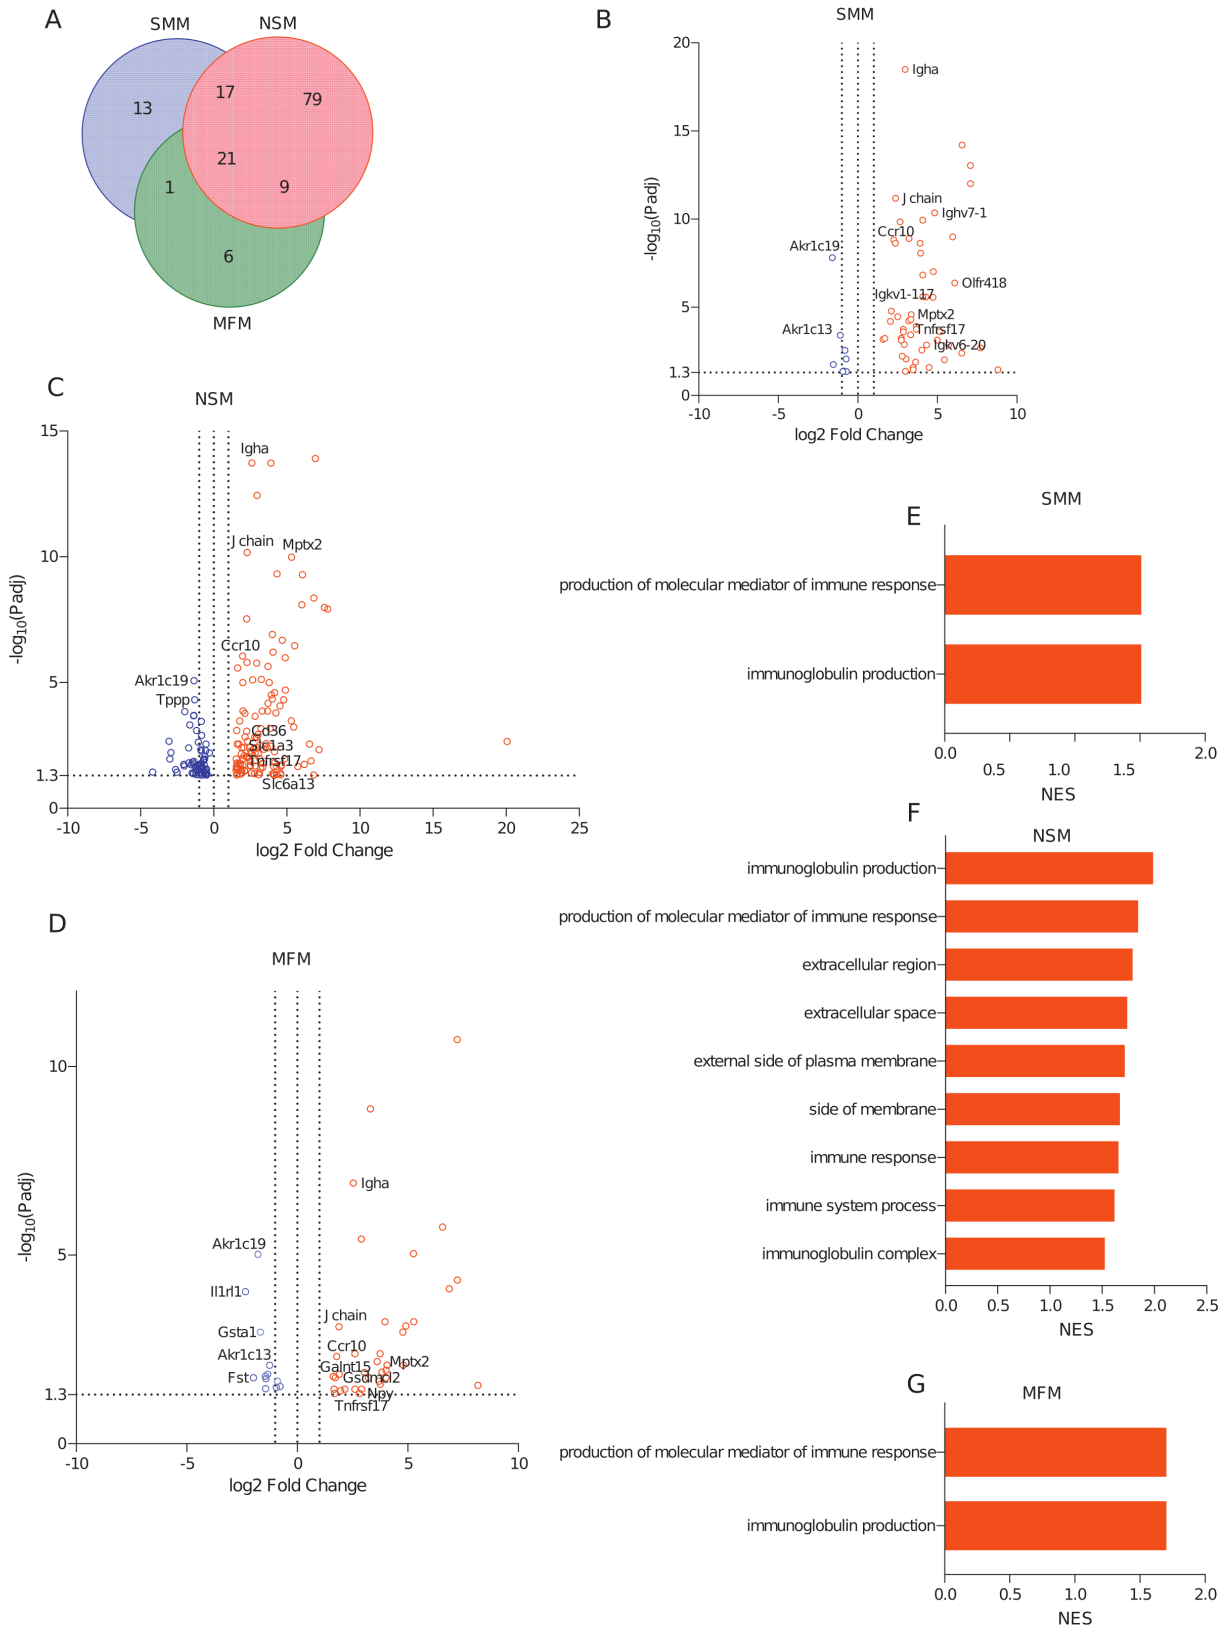 A
SMM
NSM
13
17
79
21
1
9
6
MFM
B
SMM
20
15
10
5
1.3
0
-log10(Padj)
Igha
J chain
Ighv7-1
Ccr10
Akr1c19
Olfr418
Igkv1-117
Mptx2
Tnfrsf17
Akr1c13
Igkv6-20
-10
-5
0
5
10
log2 Fold Change
C
NSM
15
10
5
1.3
0
-log10(Padj)
Igha
J chain
Mptx2
Ccr10
Akr1c19
Tppp
Cd36
Slc1a3
Tnfrsf17
Slc6a13
-10
-5
0
5
10
15
20
25
log2 Fold Change
D
MFM
10
5
1.3
0
-log10(Padj)
Igha
Akr1c19
Il1rl1
J chain
Gsta1
Ccr10
Akr1c13
Mptx2
Galnt15
Fst
Gsdmcl2
Npy
Tnfrsf17
-10
-5
0
5
10
log2 Fold Change
E
SMM
production of molecular mediator of immune response
immunoglobulin production
0.0
0.5
1.0
1.5
2.0
NES
F
NSM
immunoglobulin production
production of molecular mediator of immune response
extracellular region
extracellular space
external side of plasma membrane
side of membrane
immune response
immune system process
immunoglobulin complex
0.0
0.5
1.0
1.5
2.0
2.5
NES
G
MFM
production of molecular mediator of immune response
immunoglobulin production
0.0
0.5
1.0
1.5
2.0
NES